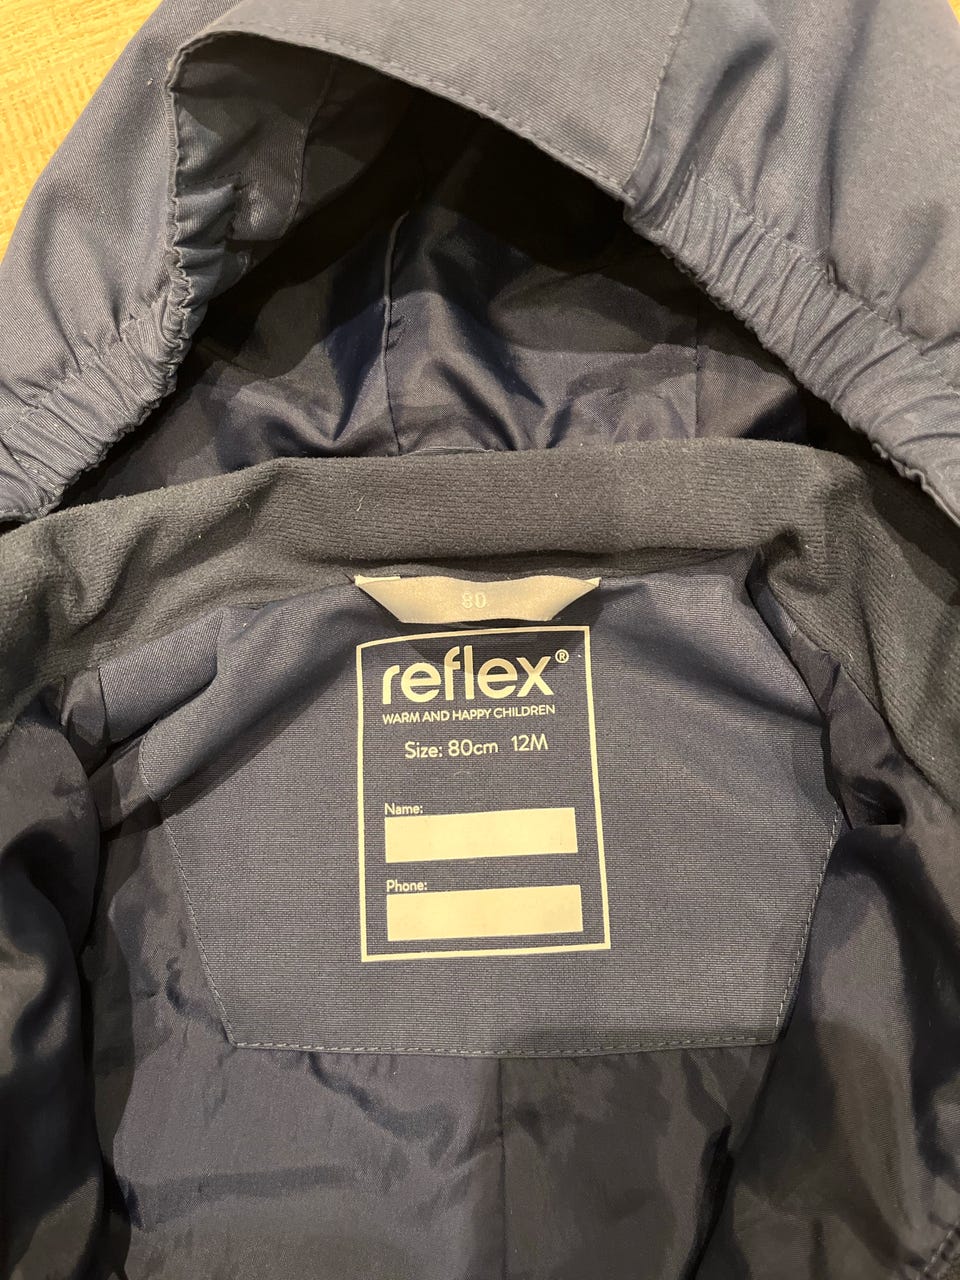 80
reflex®
WARM AND HAPPY CHILDREN
Size: 80cm 12M
Name:
Phone: